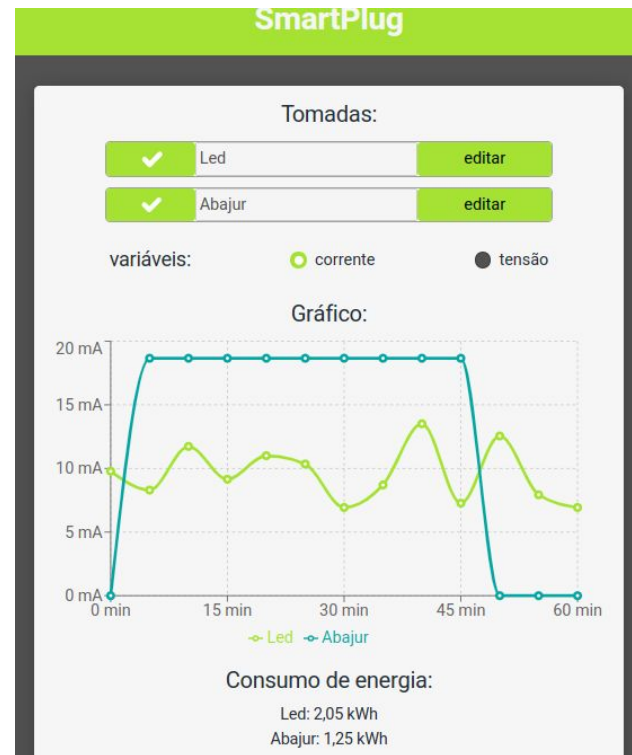 SmartPlug
Tomadas:
Led editar
Abajur editar
variáveis: corrente tensão
Gráfico:
20 mA
15 mA
10 mA
5 mA
0 mA
0 min 15 min 30 min 45 min 60 min
Led Abajur
Consumo de energia:
Led: 2,05 kWh
Abajur: 1,25 kWh